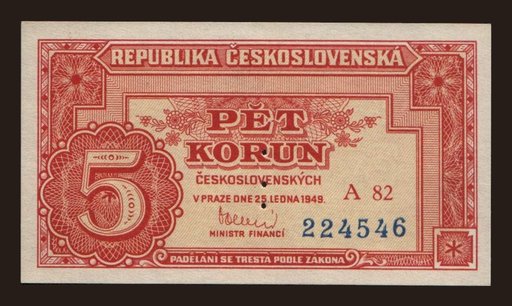 REPUBLIKA ČESKOSLOVENSKÁ
PĚT
KORUN
ČESKOSLOVENSKÝCH
V PRAZE DNE 25. LEDNA 1949.
A 82
MINISTR FINANCÍ
224546
5
PADĚLÁNÍ SE TRESTÁ PODLE ZÁKONA